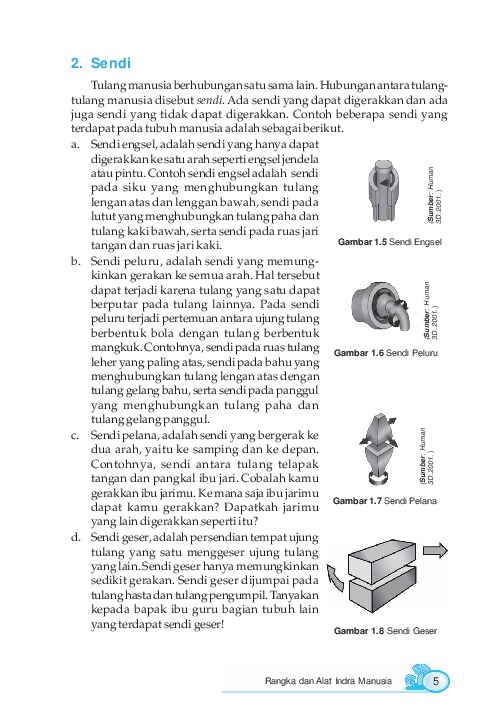 2. Sendi
Tulang manusia berhubungan satu sama lain. Hubungan antara tulang-
tulang manusia disebut sendi. Ada sendi yang dapat digerakkan dan ada
juga sendi yang tidak dapat digerakkan. Contoh beberapa sendi yang
terdapat pada tubuh manusia adalah sebagai berikut.
a. Sendi engsel, adalah sendi yang hanya dapat
digerakkan ke satu arah seperti engsel jendela
atau pintu. Contoh sendi engsel adalah sendi
pada siku yang menghubungkan tulang
lengan atas dan lenggan bawah, sendi pada
lutut yang menghubungkan tulang paha dan
tulang kaki bawah, serta sendi pada ruas jari
tangan dan ruas jari kaki.
(Sumber: Human
3D.2001. )
Gambar 1.5 Sendi Engsel
b. Sendi peluru, adalah sendi yang memung-
kinkan gerakan ke semua arah. Hal tersebut
dapat terjadi karena tulang yang satu dapat
berputar pada tulang lainnya. Pada sendi
peluru terjadi pertemuan antara ujung tulang
berbentuk bola dengan tulang berbentuk
mangkuk. Contohnya, sendi pada ruas tulang
leher yang paling atas, sendi pada bahu yang
menghubungkan tulang lengan atas dengan
tulang gelang bahu, serta sendi pada panggul
yang menghubungkan tulang paha dan
tulang gelang panggul.
(Sumber: Human
3D.2001. )
Gambar 1.6 Sendi Peluru
c. Sendi pelana, adalah sendi yang bergerak ke
dua arah, yaitu ke samping dan ke depan.
Contohnya, sendi antara tulang telapak
tangan dan pangkal ibu jari. Cobalah kamu
gerakkan ibu jarimu. Ke mana saja ibu jarimu
dapat kamu gerakkan? Dapatkah jarimu
yang lain digerakkan seperti itu?
(Sumber: Human
3D.2001. )
Gambar 1.7 Sendi Pelana
d. Sendi geser, adalah persendian tempat ujung
tulang yang satu menggeser ujung tulang
yang lain. Sendi geser hanya memungkinkan
sedikit gerakan. Sendi geser dijumpai pada
tulang hasta dan tulang pengumpil. Tanyakan
kepada bapak ibu guru bagian tubuh lain
yang terdapat sendi geser!
Gambar 1.8 Sendi Geser
Rangka dan Alat Indra Manusia 5